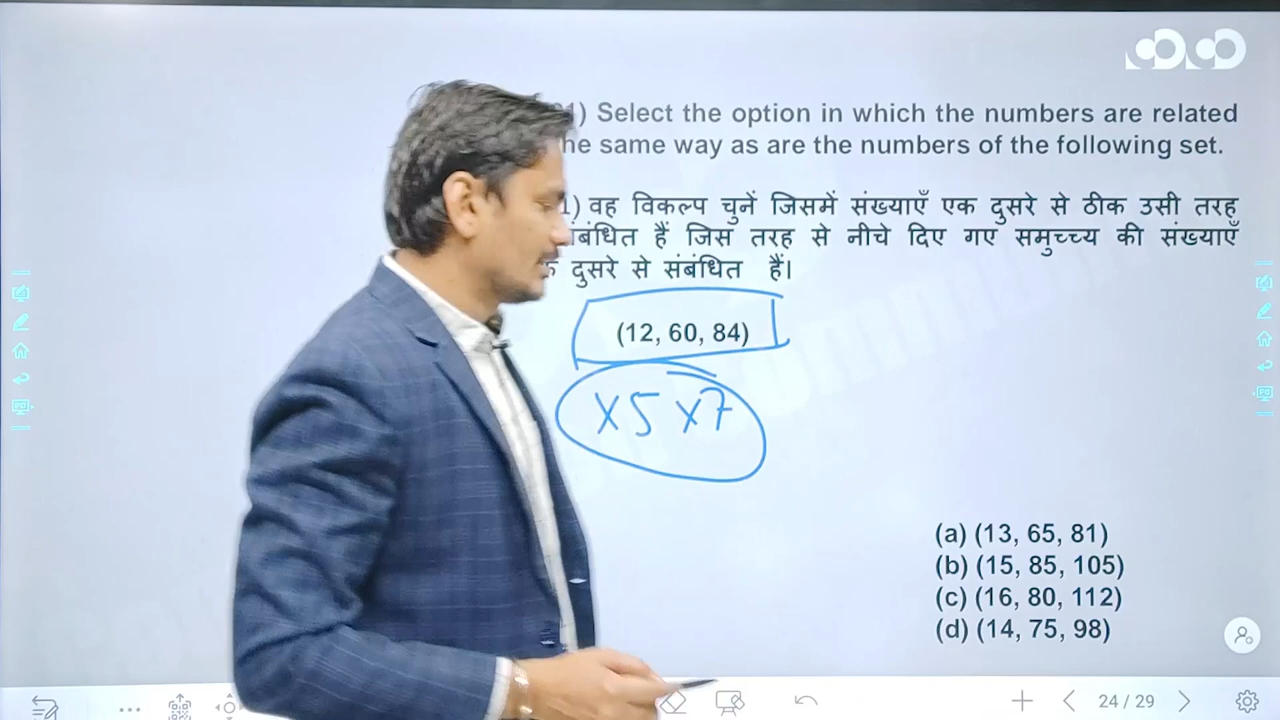 1) Select the option in which the numbers are related
he same way as are the numbers of the following set.
1) वह विकल्प चुनें जिसमें संख्याएँ एक दुसरे से ठीक उसी तरह
बंधित हैं जिस तरह से नीचे दिए गए समुच्च्य की संख्याएँ
दुसरे से संबंधित हैं।
(12, 60, 84)
X5 X7
(a) (13, 65, 81)
(b) (15, 85, 105)
(c) (16, 80, 112)
(d) (14, 75, 98)
24 / 29